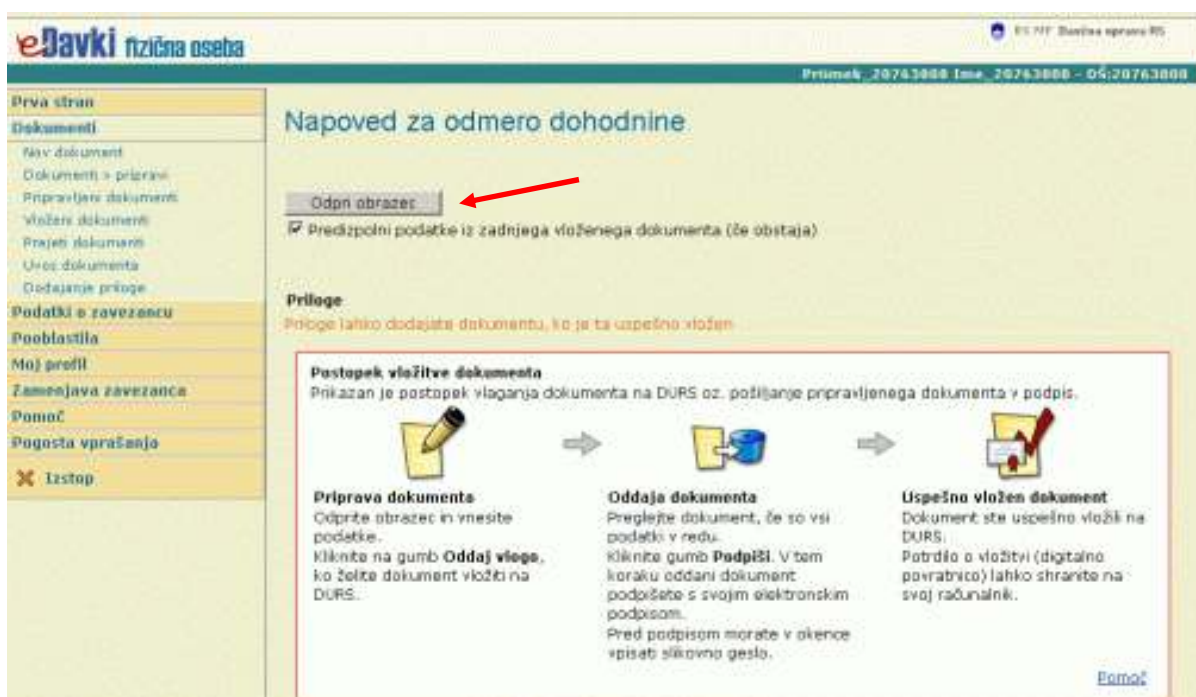 eDavki fizična oseba
RS MF Davčna uprava RS
Priimek_20763808 Ime_20763808 - DŠ:20763808
Prva stran
Dokumenti
Nov dokument
Dokumenti v pripravi
Pripravljeni dokumenti
Vloženi dokumenti
Prejeti dokumenti
Uvoz dokumenta
Dodajanje priloge
Podatki o zavezancu
Pooblastila
Moj profil
Zamenjava zavezanca
Pomoč
Pogosta vprašanja
Izstop
Napoved za odmero dohodnine
Odpri obrazec
Predizpolni podatke iz zadnjega vloženega dokumenta (če obstaja)
Priloge
Priloge lahko dodajate dokumentu, ko je ta uspešno vložen
Postopek vložitve dokumenta
Prikazan je postopek vlaganja dokumenta na DURS oz. pošiljanje pripravljenega dokumenta v podpis.
Priprava dokumenta
Odprite obrazec in vnesite
podatke.
Kliknite na gumb Oddaj vlogo,
ko želite dokument vložiti na
DURS.
Oddaja dokumenta
Preglejte dokument, če so vsi
podatki v redu.
Kliknite gumb Podpiši. V tem
koraku oddani dokument
podpišete s svojim elektronskim
podpisom.
Pred podpisom morate v okence
vpisati slikovno geslo.
Uspešno vložen dokument
Dokument ste uspešno vložili na
DURS.
Potrdilo o vložitvi (digitalno
povratnico) lahko shranite na
svoj računalnik.
Pomoč